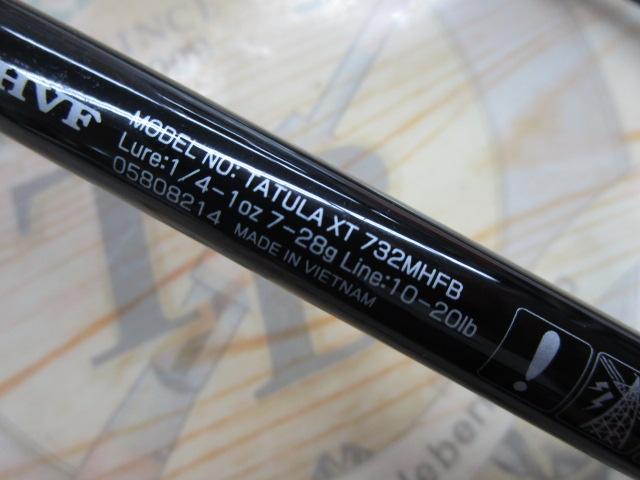 HVF
MODEL NO: TATULA XT 732MHFB
Lure:1/4-1oz 7-28g Line:10-20lb
05808214 MADE IN VIETNAM